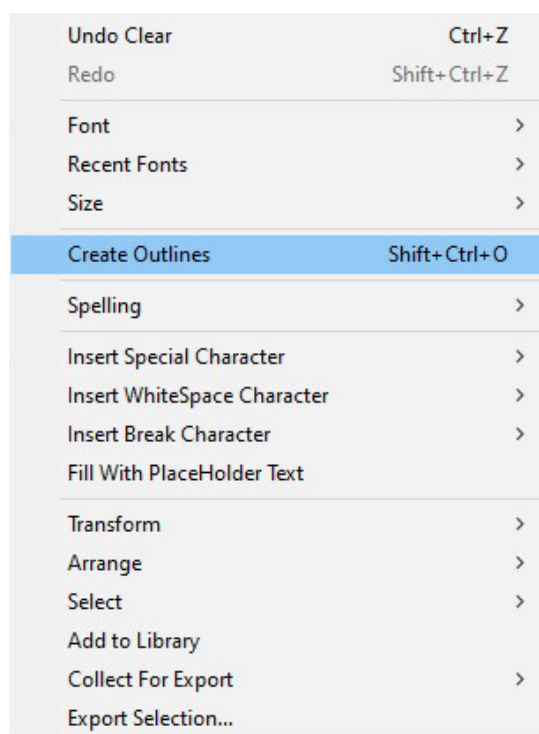 Undo Clear Ctrl+Z
Redo Shift+Ctrl+Z
Font
Recent Fonts
Size
Create Outlines Shift+Ctrl+O
Spelling
Insert Special Character
Insert WhiteSpace Character
Insert Break Character
Fill With PlaceHolder Text
Transform
Arrange
Select
Add to Library
Collect For Export
Export Selection...